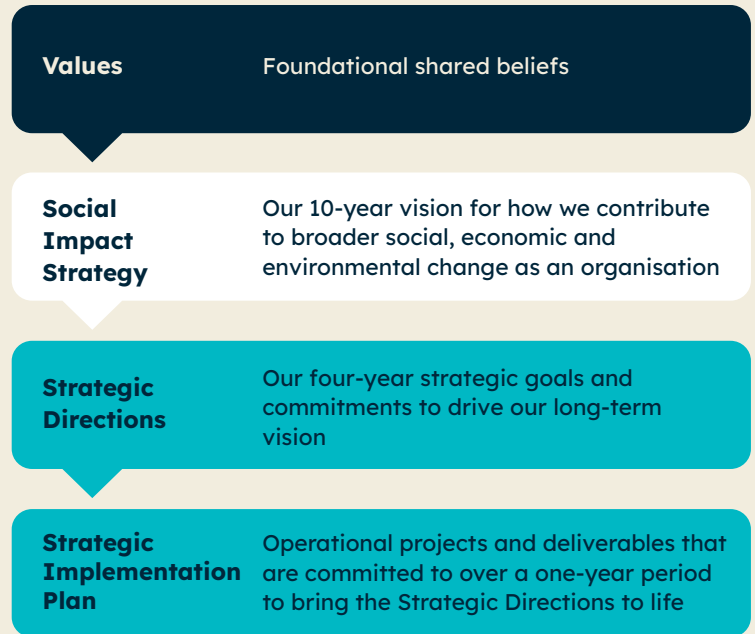 Values
Foundational shared beliefs
Social
Impact
Strategy
Our 10-year vision for how we contribute
to broader social, economic and
environmental change as an organisation
Strategic
Directions
Our four-year strategic goals and
commitments to drive our long-term
vision
Strategic
Implementation
Plan
Operational projects and deliverables that
are committed to over a one-year period
to bring the Strategic Directions to life